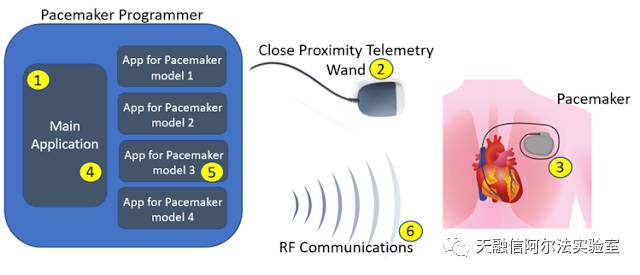 Pacemaker Programmer
1
Main
Application
4
App for Pacemaker
model 1
App for Pacemaker
model 2
App for Pacemaker
model 3
5
App for Pacemaker
model 4
Close Proximity Telemetry
Wand 2
6
RF Communications
Pacemaker
3
天融信阿尔法实验室